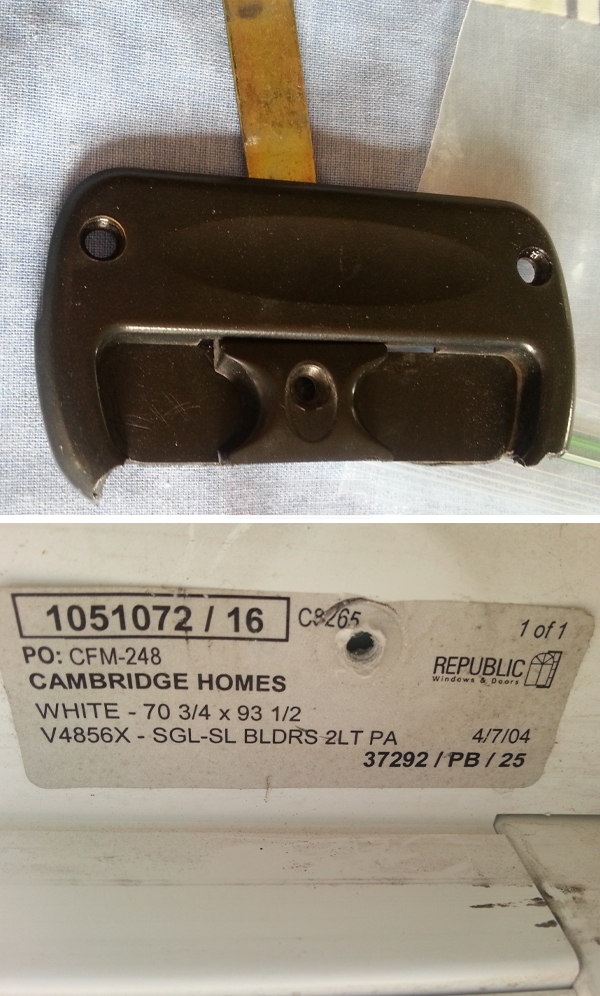 1051072 / 16 C8265
1 of 1
PO: CFM-248
REPUBLIC
Windows & Doors
CAMBRIDGE HOMES
WHITE - 70 3/4 x 93 1/2
V4856X - SGL-SL BLDRS 2LT PA 4/7/04
37292 / PB / 25